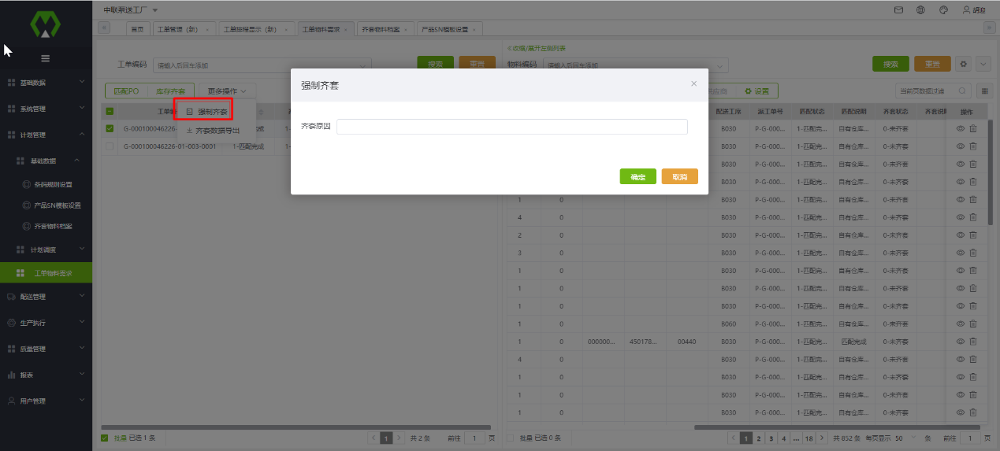 中联泵送工厂
胡迎
首页
工单管理（新）
工单排程显示（新）
工单物料需求
齐套物料档案
产品SN模板设置
基础数据
系统管理
计划管理
基础数据
条码规则设置
产品SN模板设置
齐套物料档案
计划调度
工单物料需求
配送管理
生产执行
质量管理
报表
用户管理
工单编码 请输入后回车添加 搜索 重置
匹配PO 库存齐套 更多操作
强制齐套
齐套数据导出
G-000100046226-
G-000100046226-01-003-0001 1-匹配完成 1-
批量 已选 1 条 1 共 2 条 前往 1 页
强制齐套
齐套原因
确定 取消
收缩/展开左侧列表
物料编码 请输入后回车添加 搜索 重置
应商 设置 当前页数据过滤
配送工序 派工单号 匹配状态 匹配说明 齐套状态 齐套说明 操作
B030 P-G-000... 1-匹配完... 自有仓库... 0-未齐套
B030 P-G-000... 1-匹配完... 自有仓库... 0-未齐套
B030 P-G-000... 1-匹配完... 自有仓库... 0-未齐套
B030 P-G-000... 1-匹配完... 自有仓库... 0-未齐套
1 0 B030 P-G-000... 1-匹配完... 自有仓库... 0-未齐套
4 0 B030 P-G-000... 1-匹配完... 自有仓库... 0-未齐套
2 0 B030 P-G-000... 1-匹配完... 自有仓库... 0-未齐套
3 0 B030 P-G-000... 1-匹配完... 自有仓库... 0-未齐套
1 0 B030 P-G-000... 1-匹配完... 自有仓库... 0-未齐套
1 0 B030 P-G-000... 1-匹配完... 自有仓库... 0-未齐套
1 0 B030 P-G-000... 1-匹配完... 自有仓库... 0-未齐套
1 0 B060 P-G-000... 1-匹配完... 自有仓库... 0-未齐套
1 0 000000... 450178... 00440 B030 P-G-000... 1-匹配完... 匹配完成 0-未齐套
4 0 B030 P-G-000... 1-匹配完... 自有仓库... 0-未齐套
1 0 B030 P-G-000... 1-匹配完... 自有仓库... 0-未齐套
1 0 B030 P-G-000... 1-匹配完... 自有仓库... 0-未齐套
1 0 B030 P-G-000... 1-匹配完... 自有仓库... 0-未齐套
批量 已选 0 条 1 2 3 4 ... 18 共 852 条 每页显示 50 条 前往 1 页